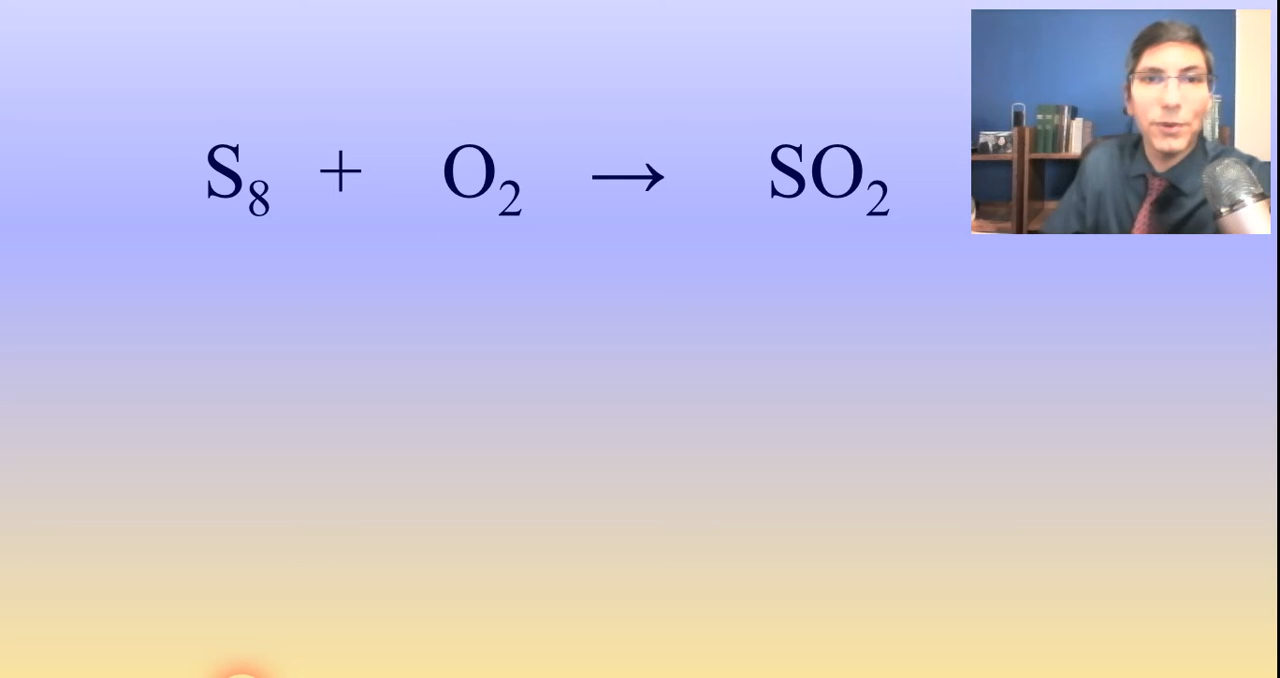 S₈ + O₂ → SO₂